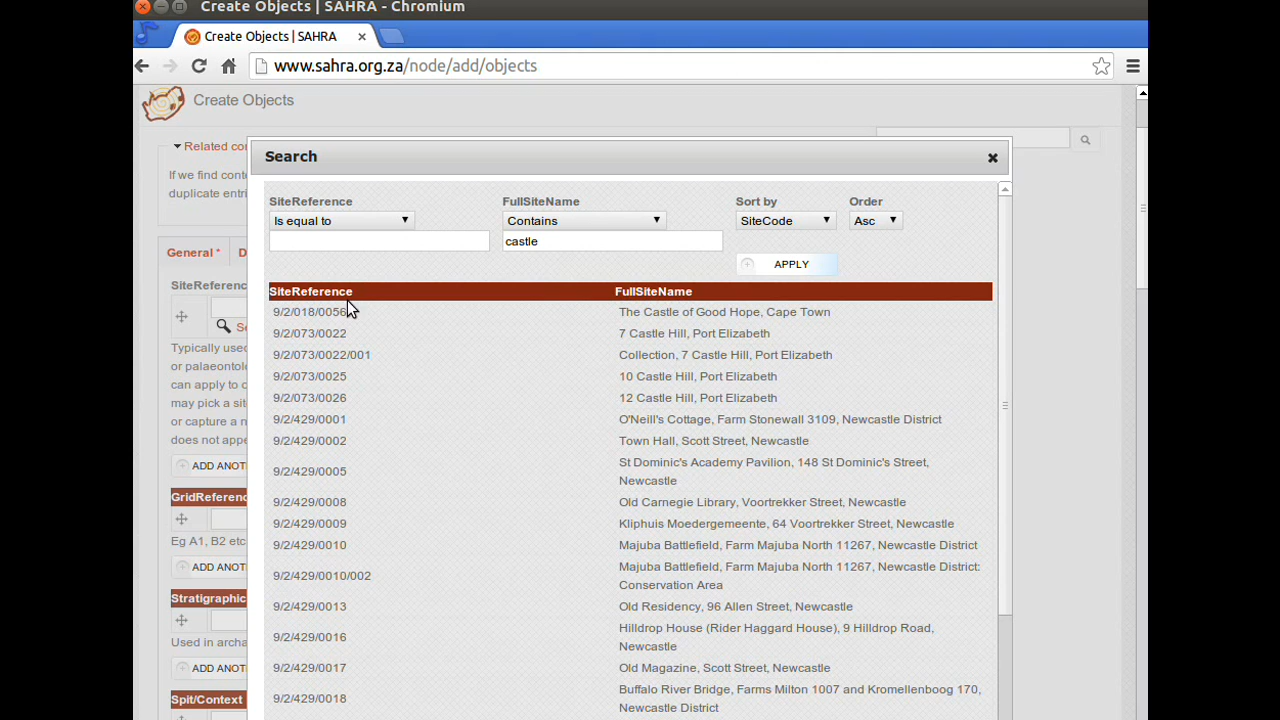 Create Objects | SAHRA - Chromium
Create Objects | SAHRA
www.sahra.org.za/node/add/objects
Create Objects
Related
If we find
duplicate
General *
Search
SiteReference
Is equal to
FullSiteName
Contains
castle
Sort by
SiteCode
Order
Asc
APPLY
SiteReference FullSiteName
9/2/018/0056 The Castle of Good Hope, Cape Town
9/2/073/0022 7 Castle Hill, Port Elizabeth
9/2/073/0022/001 Collection, 7 Castle Hill, Port Elizabeth
9/2/073/0025 10 Castle Hill, Port Elizabeth
9/2/073/0026 12 Castle Hill, Port Elizabeth
9/2/429/0001 O'Neill's Cottage, Farm Stonewall 3109, Newcastle District
9/2/429/0002 Town Hall, Scott Street, Newcastle
9/2/429/0005 St Dominic's Academy Pavilion, 148 St Dominic's Street,
Newcastle
9/2/429/0008 Old Carnegie Library, Voortrekker Street, Newcastle
9/2/429/0009 Kliphuis Moedergemeente, 64 Voortrekker Street, Newcastle
9/2/429/0010 Majuba Battlefield, Farm Majuba North 11267, Newcastle District
9/2/429/0010/002 Majuba Battlefield, Farm Majuba North 11267, Newcastle District:
Conservation Area
9/2/429/0013 Old Residency, 96 Allen Street, Newcastle
9/2/429/0016 Hilldrop House (Rider Haggard House), 9 Hilldrop Road,
Newcastle
9/2/429/0017 Old Magazine, Scott Street, Newcastle
9/2/429/0018 Buffalo River Bridge, Farms Milton 1007 and Kromellenboog 170,
Newcastle District
SiteReferenc
Typically used
or palaeontol
can apply to
may pick a
or capture a
does not
ADD
GridReferenc
Eg A1, B2 etc
ADD
Stratigraphic
Used in
ADD
Spit/Context